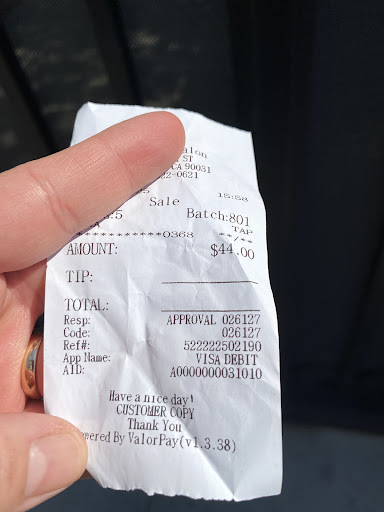 ST
CA 90031
22-0621
15:58
Sale
Batch:801
TAP
**********0368 **/**
AMOUNT: $44.00
TIP:
TOTAL:
Resp: APPROVAL 026127
Code: 026127
Ref#: 522222502190
App Name: VISA DEBIT
AID: A0000000031010
Have a nice day!
CUSTOMER COPY
Thank You
ered By ValorPay(v1.3.38)